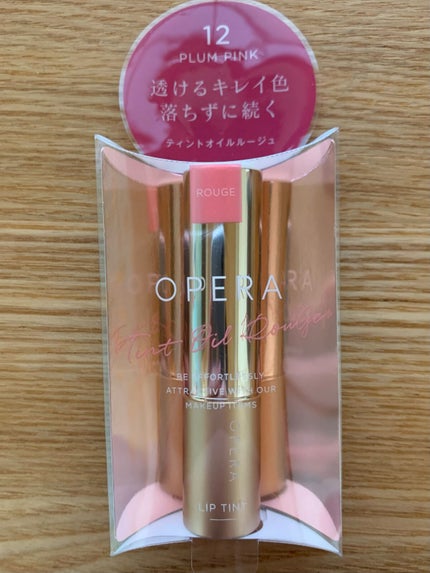 12
PLUM PINK
透けるキレイ色
落ちずに続く
ティントオイルルージュ
ROUGE
OPERA
Tint Oil Rouge
BE EFFORTLESSLY
ATTRACTIVE WITH OUR
MAKEUP ITEMS
OPERA
LIP TINT